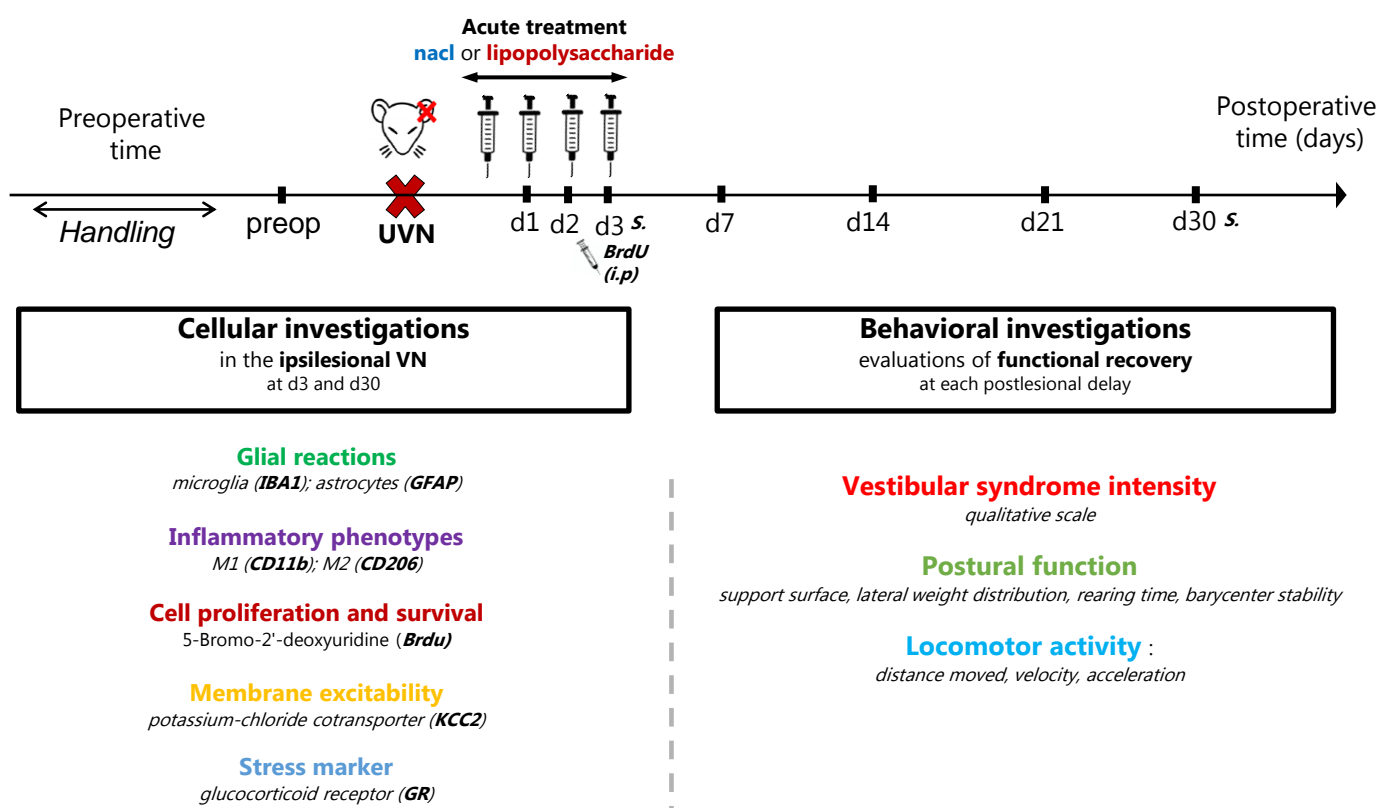 Acute treatment
nacl or lipopolysaccharide
Preoperative
time
Postoperative
time (days)
Handling
preop
UVN
d1
d2
d3 s.
d7
d14
d21
d30 s.
BrdU
(i.p)
Cellular investigations
in the ipsilesional VN
at d3 and d30
Behavioral investigations
evaluations of functional recovery
at each postlesional delay
Glial reactions
microglia (IBA1); astrocytes (GFAP)
Inflammatory phenotypes
M1 (CD11b); M2 (CD206)
Cell proliferation and survival
5-Bromo-2'-deoxyuridine (Brdu)
Membrane excitability
potassium-chloride cotransporter (KCC2)
Stress marker
glucocorticoid receptor (GR)
Vestibular syndrome intensity
qualitative scale
Postural function
support surface, lateral weight distribution, rearing time, barycenter stability
Locomotor activity :
distance moved, velocity, acceleration